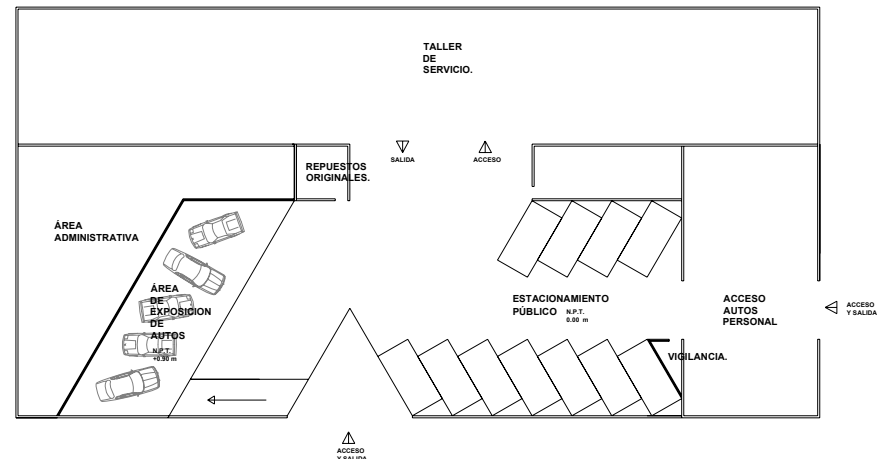 TALLER
DE
SERVICIO.
SALIDA
ACCESO
REPUESTOS
ORIGINALES.
ÁREA
ADMINISTRATIVA
ÁREA
DE
EXPOSICION
DE
AUTOS
N.P.T.
+0.90 m
ESTACIONAMIENTO
PÚBLICO
N.P.T.
0.00 m
ACCESO
AUTOS
PERSONAL
ACCESO
Y SALIDA
VIGILANCIA.
ACCESO
Y SALIDA